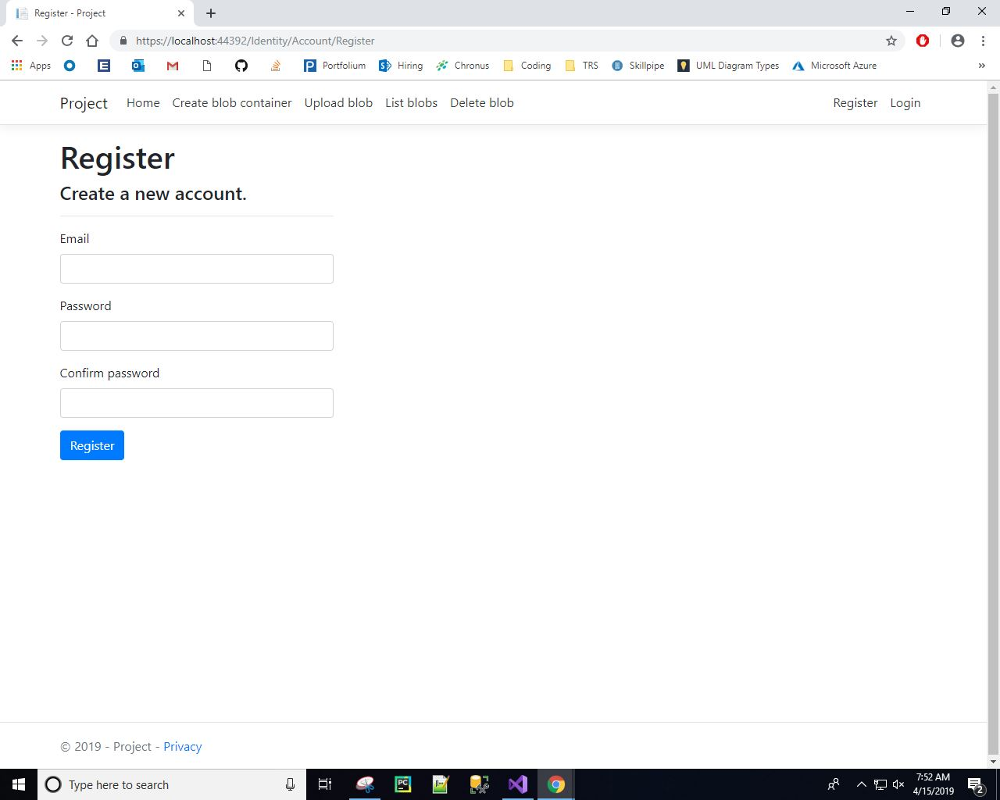 Register - Project
https://localhost:44392/Identity/Account/Register
Apps Portfolium Hiring Chronus Coding TRS Skillpipe UML Diagram Types Microsoft Azure »
Project Home Create blob container Upload blob List blobs Delete blob Register Login
Register
Create a new account.
Email
Password
Confirm password
Register
© 2019 - Project - Privacy
Type here to search
7:52 AM
4/15/2019
2